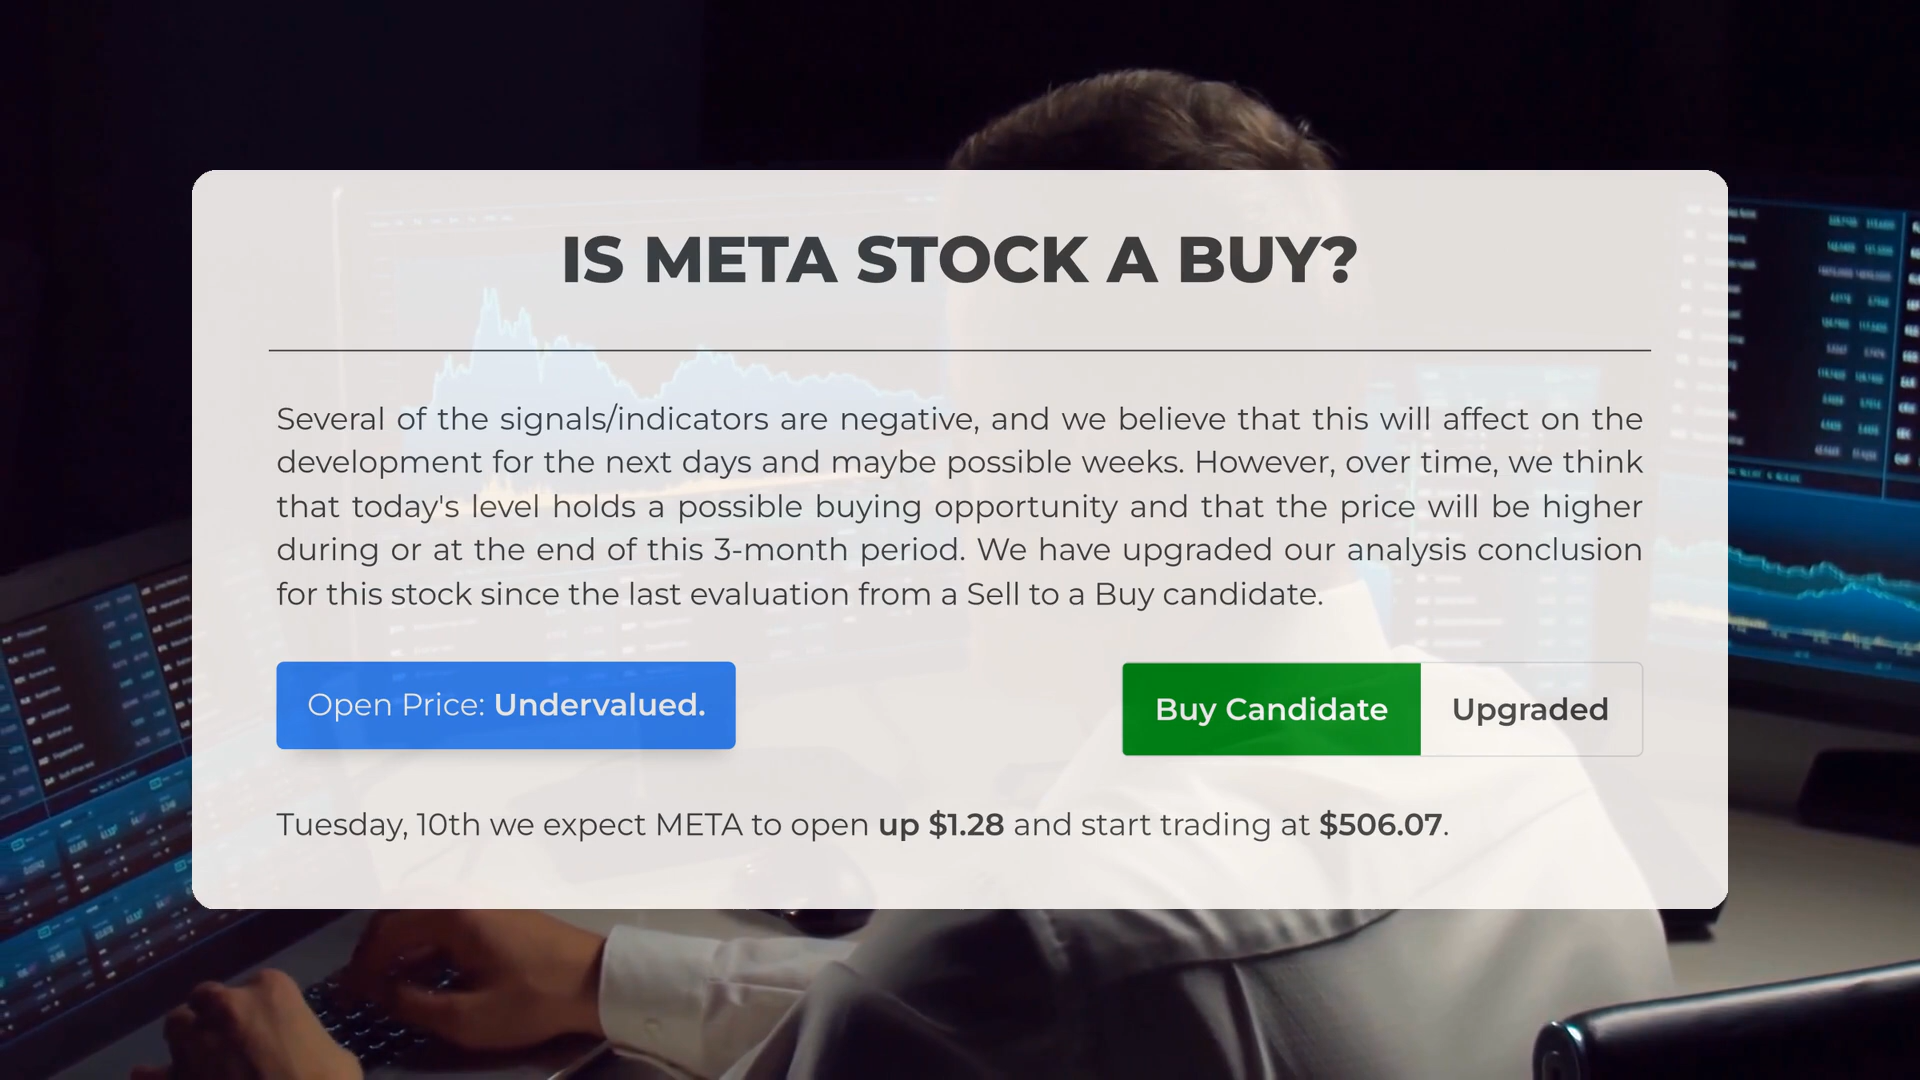 IS META STOCK A BUY?
Several of the signals/indicators are negative, and we believe that this will affect on the
development for the next days and maybe possible weeks. However, over time, we think
that today's level holds a possible buying opportunity and that the price will be higher
during or at the end of this 3-month period. We have upgraded our analysis conclusion
for this stock since the last evaluation from a Sell to a Buy candidate.
Open Price: Undervalued.
Buy Candidate Upgraded
Tuesday, 10th we expect META to open up $1.28 and start trading at $506.07.